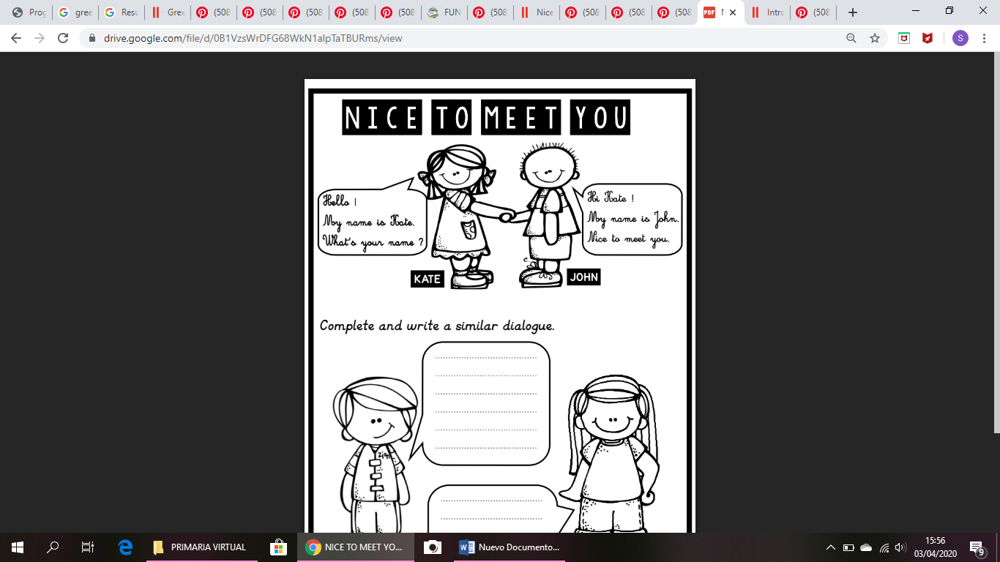 Prog
gree
Resu
Gree
(508
(508
(508
(508
(508
FUN
(508
Nice
(508
(508
(508
PDF
Intro
(508
drive.google.com/file/d/0B1VzsWrDFG68WkN1alpTaTBURms/view
S
NICE TO MEET YOU
Hello !
My name is Kate.
What's your name ?
Hi Kate !
My name is John.
Nice to meet you.
KATE
JOHN
Complete and write a similar dialogue.
PRIMARIA VIRTUAL
NICE TO MEET YO...
Nuevo Documento...
15:56
03/04/2020
9